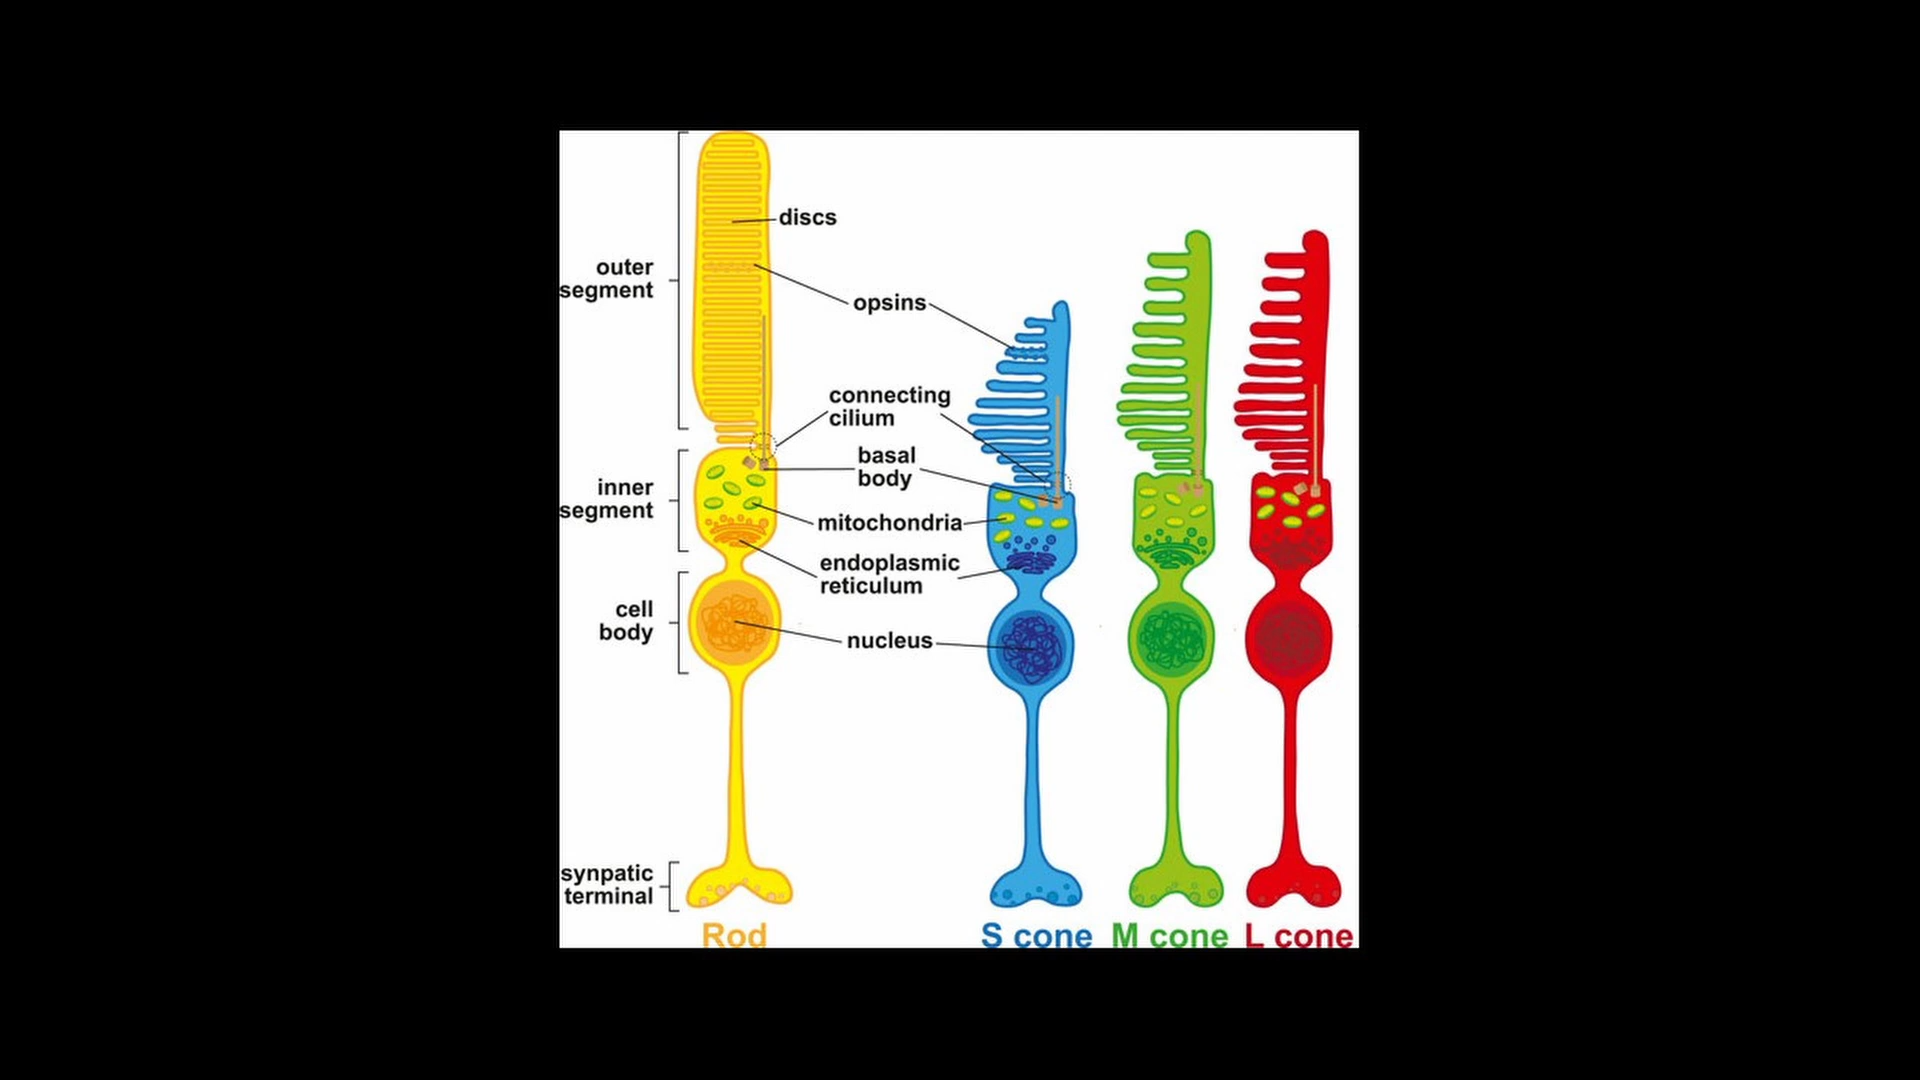 discs
outer
segment
opsins
connecting
cilium
basal
body
inner
segment
mitochondria
endoplasmic
reticulum
cell
body
nucleus
synpatic
terminal
Rod
S cone
M cone
L cone